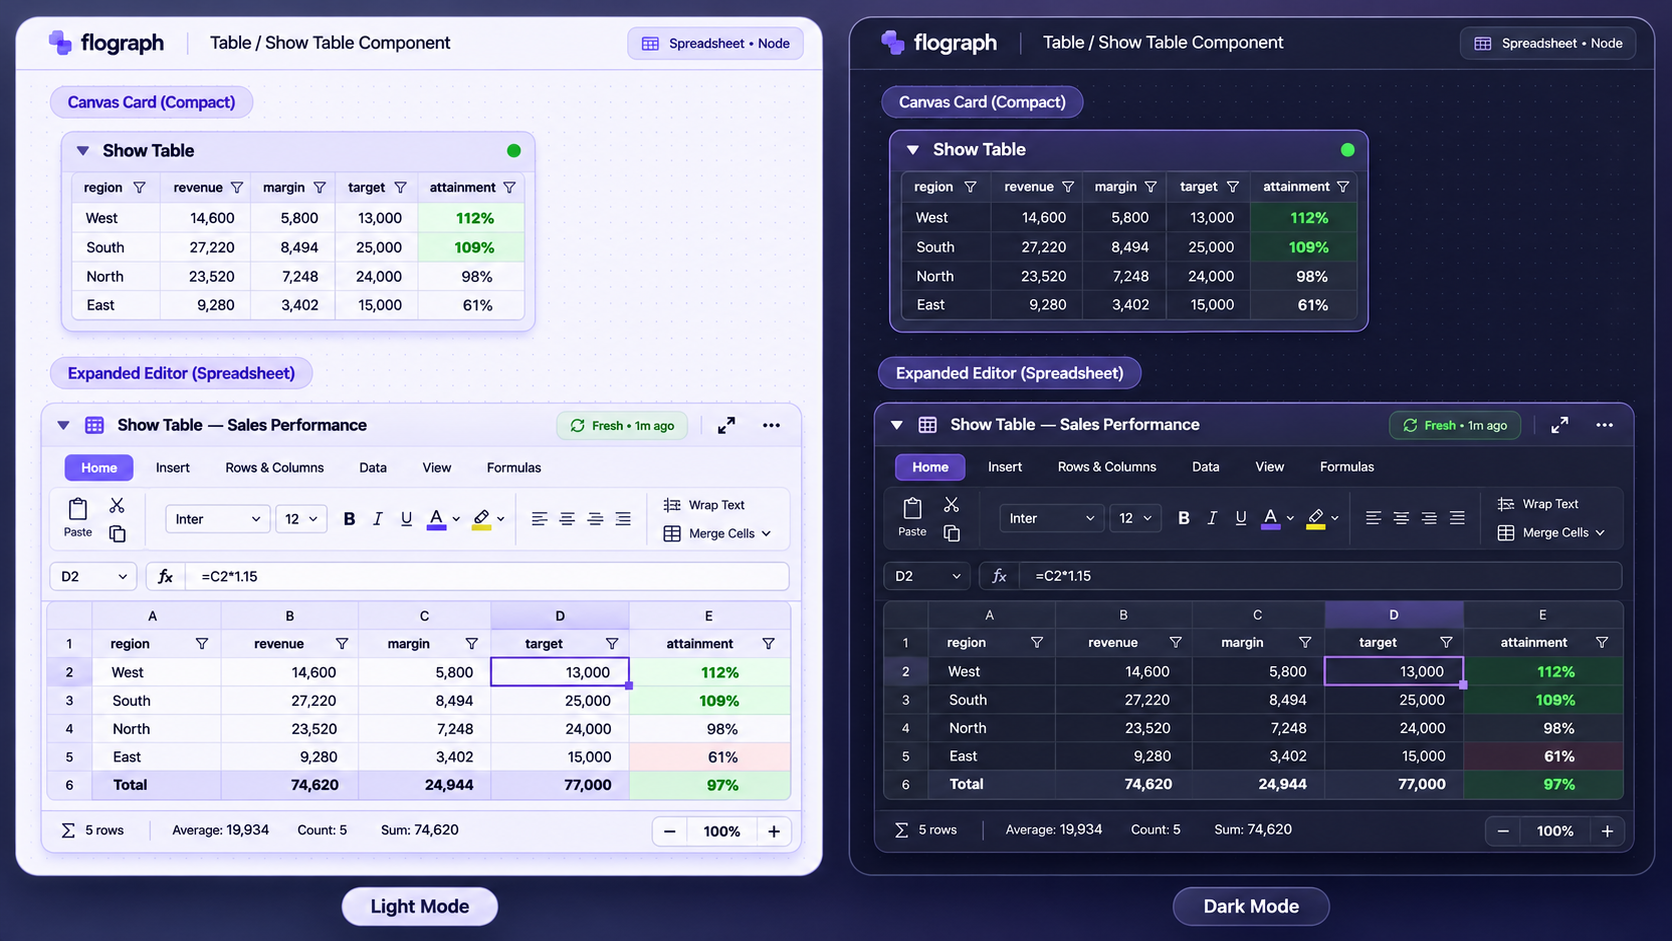 flograph
Table / Show Table Component
Spreadsheet • Node
Canvas Card (Compact)
Show Table
region revenue margin target attainment
West 14,600 5,800 13,000 112%
South 27,220 8,494 25,000 109%
North 23,520 7,248 24,000 98%
East 9,280 3,402 15,000 61%
Expanded Editor (Spreadsheet)
Show Table — Sales Performance
Fresh • 1m ago
Home Insert Rows & Columns Data View Formulas
Paste
Inter 12 B I U A
Wrap Text
Merge Cells
D2 fx =C2*1.15
A B C D E
1 region revenue margin target attainment
2 West 14,600 5,800 13,000 112%
3 South 27,220 8,494 25,000 109%
4 North 23,520 7,248 24,000 98%
5 East 9,280 3,402 15,000 61%
6 Total 74,620 24,944 77,000 97%
Σ 5 rows Average: 19,934 Count: 5 Sum: 74,620 − 100% +
Light Mode
flograph
Table / Show Table Component
Spreadsheet • Node
Canvas Card (Compact)
Show Table
region revenue margin target attainment
West 14,600 5,800 13,000 112%
South 27,220 8,494 25,000 109%
North 23,520 7,248 24,000 98%
East 9,280 3,402 15,000 61%
Expanded Editor (Spreadsheet)
Show Table — Sales Performance
Fresh • 1m ago
Home Insert Rows & Columns Data View Formulas
Paste
Inter 12 B I U A
Wrap Text
Merge Cells
D2 fx =C2*1.15
A B C D E
1 region revenue margin target attainment
2 West 14,600 5,800 13,000 112%
3 South 27,220 8,494 25,000 109%
4 North 23,520 7,248 24,000 98%
5 East 9,280 3,402 15,000 61%
6 Total 74,620 24,944 77,000 97%
Σ 5 rows Average: 19,934 Count: 5 Sum: 74,620 − 100% +
Dark Mode